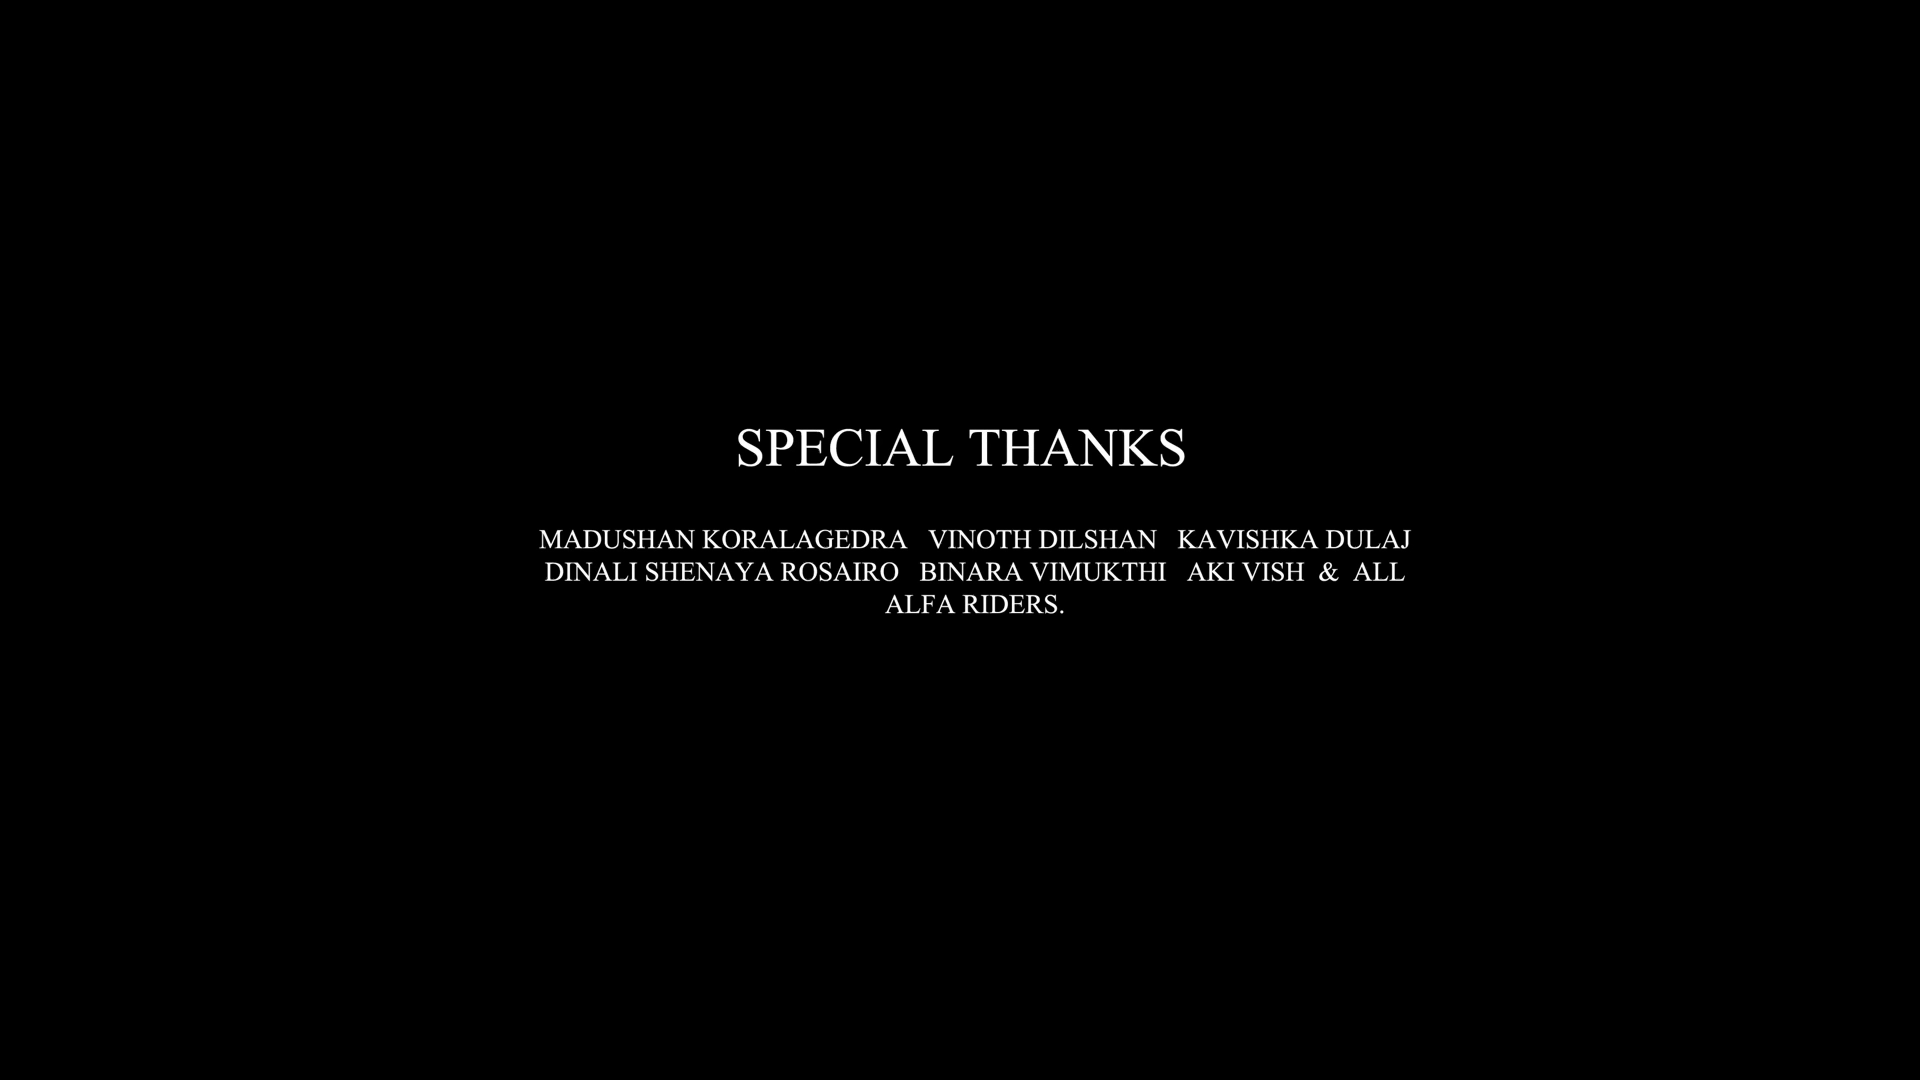 SPECIAL THANKS
MADUSHAN KORALAGEDRA   VINOTH DILSHAN   KAVISHKA DULAJ
DINALI SHENAYA ROSAIRO   BINARA VIMUKTHI   AKI VISH  &  ALL
ALFA RIDERS.